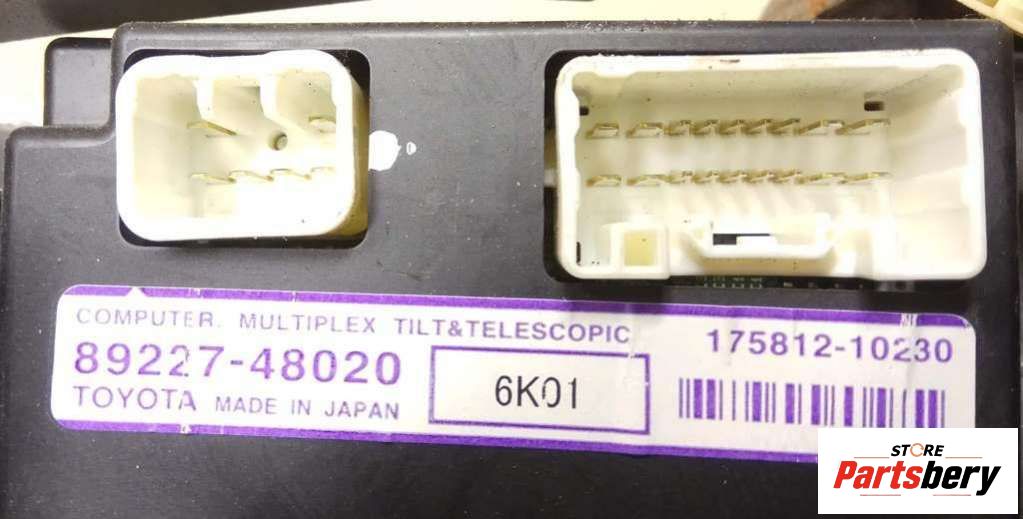 COMPUTER. MULTIPLEX TILT&TELESCOPIC
175812-10230
89227-48020
6K01
TOYOTA MADE IN JAPAN
STORE
Partsbery